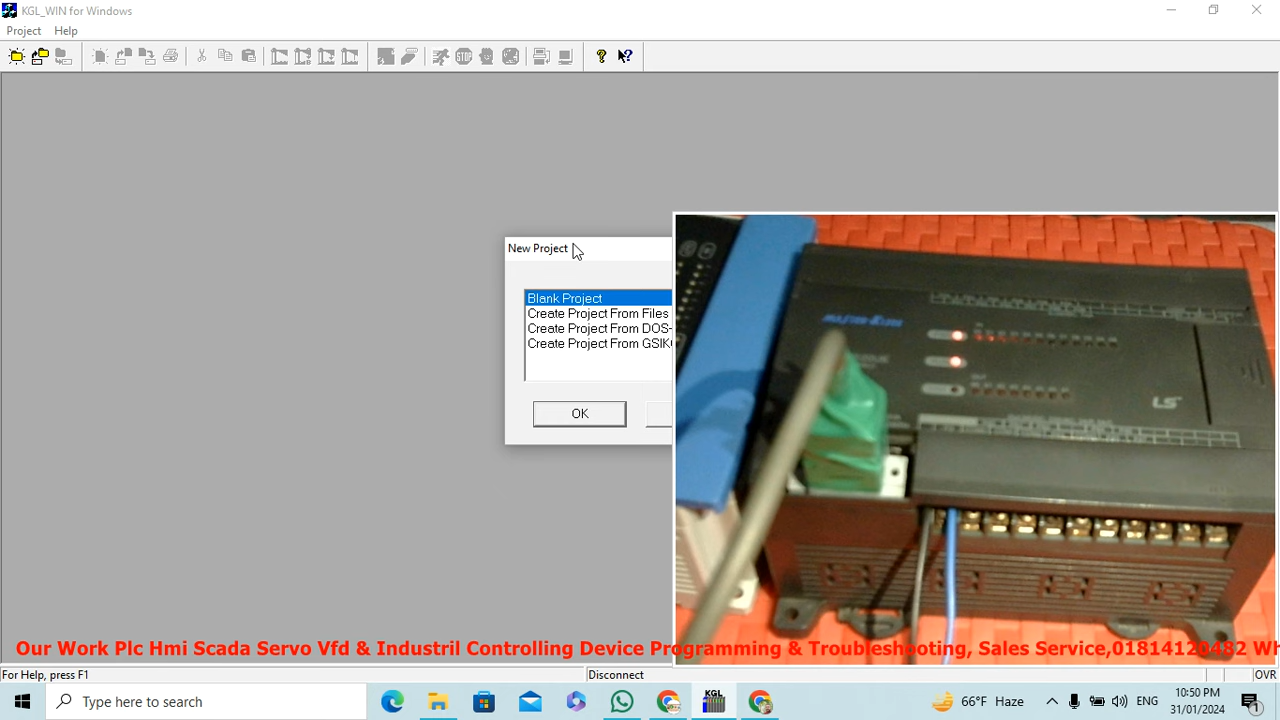 KGL_WIN for Windows
Project Help
New Project
Blank Project
Create Project From Files
Create Project From DOS-
Create Project From GSIK
OK
MASTER-K120S
LS
Our Work Plc Hmi Scada Servo Vfd & Industril Controlling Device Programming & Troubleshooting, Sales Service,01814120482 Wh
For Help, press F1
Disconnect
OVR
Type here to search
KGL
66°F Haze
ENG
10:50 PM
31/01/2024
1